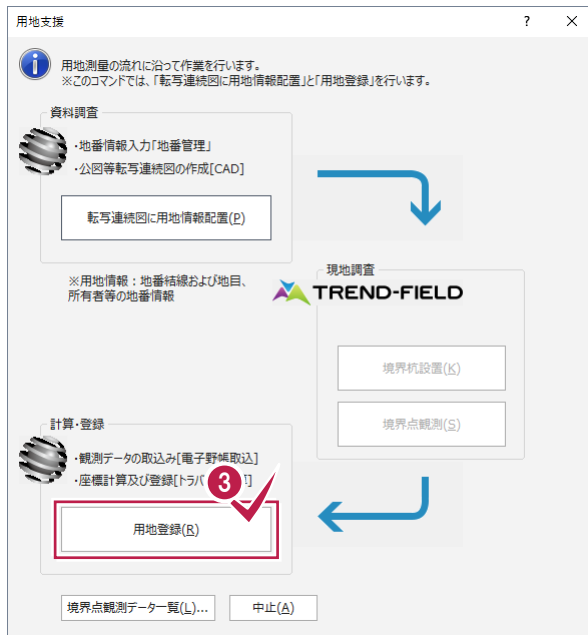 用地支援
?
×
用地測量の流れに沿って作業を行います。
※このコマンドでは、「転写連続図に用地情報配置」と「用地登録」を行います。
資料調査
・地番情報入力「地番管理」
・公図等転写連続図の作成[CAD]
転写連続図に用地情報配置(P)
※用地情報：地番結線および地目、
所有者等の地番情報
現地調査
TREND-FIELD
境界杭設置(K)
境界点観測(S)
計算・登録
・観測データの取込み[電子野帳取込]
・座標計算及び登録[トラバ
3
用地登録(R)
境界点観測データ一覧(L)...
中止(A)